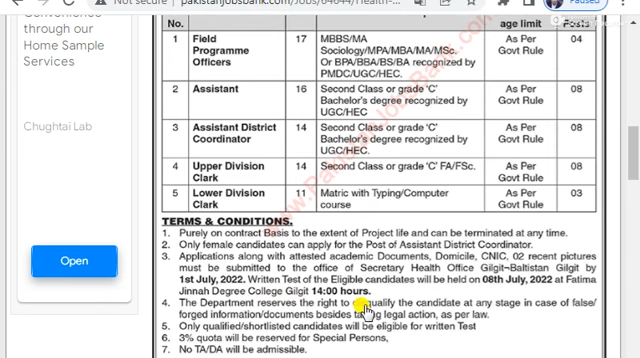 Not secure | pakistanjobsbank.com/Jobs/64644/Health-
Paused
Convenience
through our
Home Sample
Services
Chughtai Lab
Open
No. age limit Posts
1 Field Programme Officers 17 MBBS/MA Sociology/MPA/MBA/MA/MSc. Or BPA/BBA/BS/BA recognized by PMDC/UGC/HEC. As Per Govt Rule 04
2 Assistant 16 Second Class or grade 'C' Bachelor's degree recognized by UGC/HEC As Per Govt Rule 08
3 Assistant District Coordinator 14 Second Class or grade 'C' Bachelor's degree recognized by UGC/HEC. As Per Govt Rule 08
4 Upper Division Clark 14 Second Class or grade 'C' FA/FSc. As Per Govt Rule 08
5 Lower Division Clark 11 Matric with Typing/Computer course As Per Govt Rule 03
www.PakistanJobsBank.com
TERMS & CONDITIONS.
1. Purely on contract Basis to the extent of Project life and can be terminated at any time.
2. Only female candidates can apply for the Post of Assistant District Coordinator.
3. Applications along with attested academic Documents, Domicile, CNIC, 02 recent pictures
must be submitted to the office of Secretary Health Office Gilgit-Baltistan Gilgit by
1st July, 2022. Written Test of the Eligible candidates will be held on 08th July, 2022 at Fatima
Jinnah Degree College Gilgit 14:00 hours.
4. The Department reserves the right to qualify the candidate at any stage in case of false/
forged information/documents besides taking legal action, as per law.
5. Only qualified/shortlisted candidates will be eligible for written Test
6. 3% quota will be reserved for Special Persons,
7. No TA/DA will be admissible.